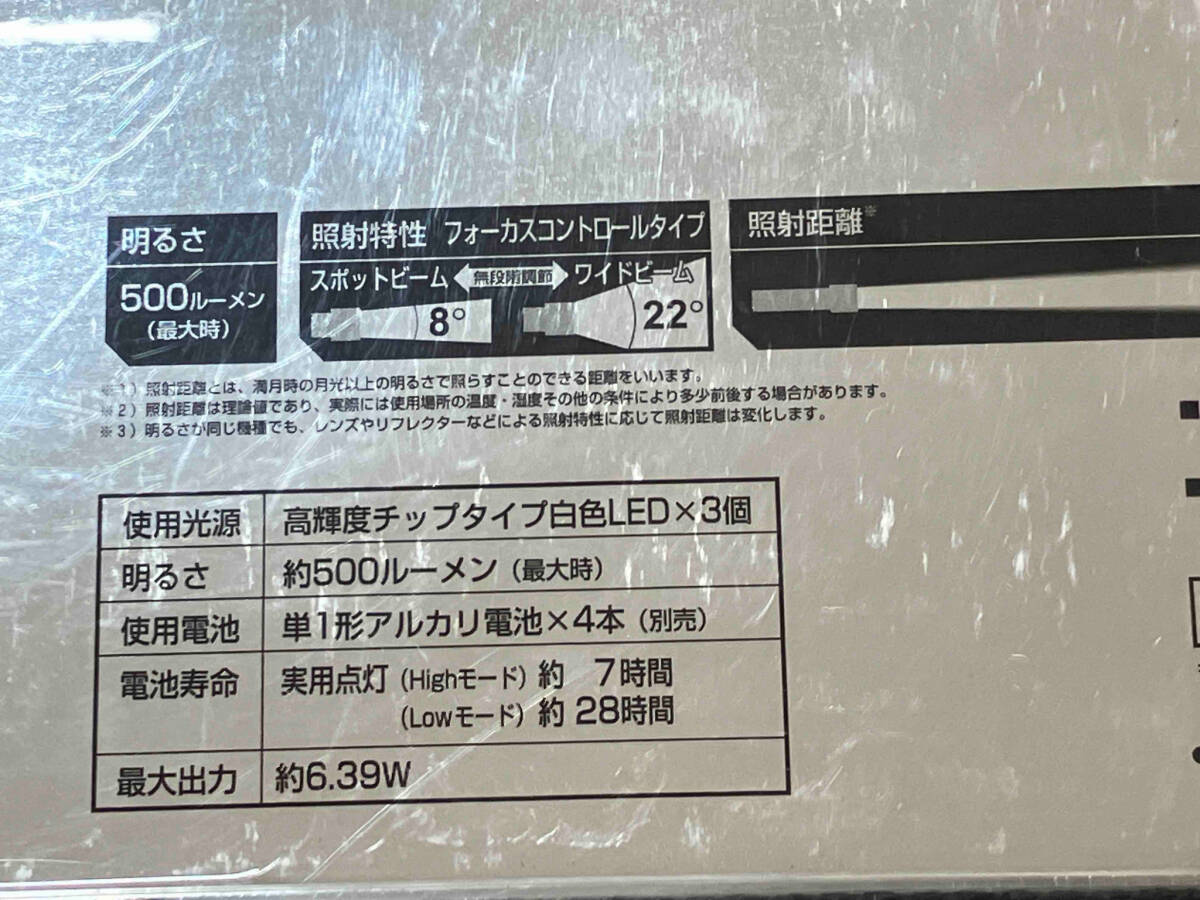 明るさ
500ルーメン
(最大時)
照射特性 フォーカスコントロールタイプ
スポットビーム 無段階調節 ワイドビーム
8° 22°
照射距離※
※1) 照射距離とは、満月時の月光以上の明るさで照らすことのできる距離をいいます。
※2) 照射距離は理論値であり、実際には使用場所の温度・湿度その他の条件により多少前後する場合があります。
※3) 明るさが同じ機種でも、レンズやリフレクターなどによる照射特性に応じて照射距離は変化します。
使用光源 高輝度チップタイプ白色LED×3個
明るさ 約500ルーメン (最大時)
使用電池 単1形アルカリ電池×4本 (別売)
電池寿命 実用点灯 (Highモード) 約 7時間
(Lowモード) 約 28時間
最大出力 約6.39W